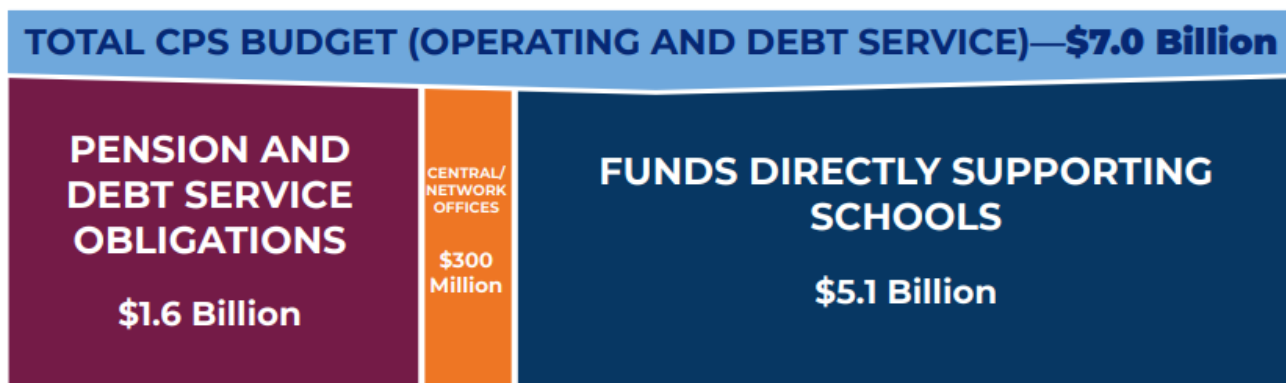 TOTAL CPS BUDGET (OPERATING AND DEBT SERVICE)—$7.0 Billion
PENSION AND
DEBT SERVICE
OBLIGATIONS
$1.6 Billion
CENTRAL/
NETWORK
OFFICES
$300
Million
FUNDS DIRECTLY SUPPORTING
SCHOOLS
$5.1 Billion